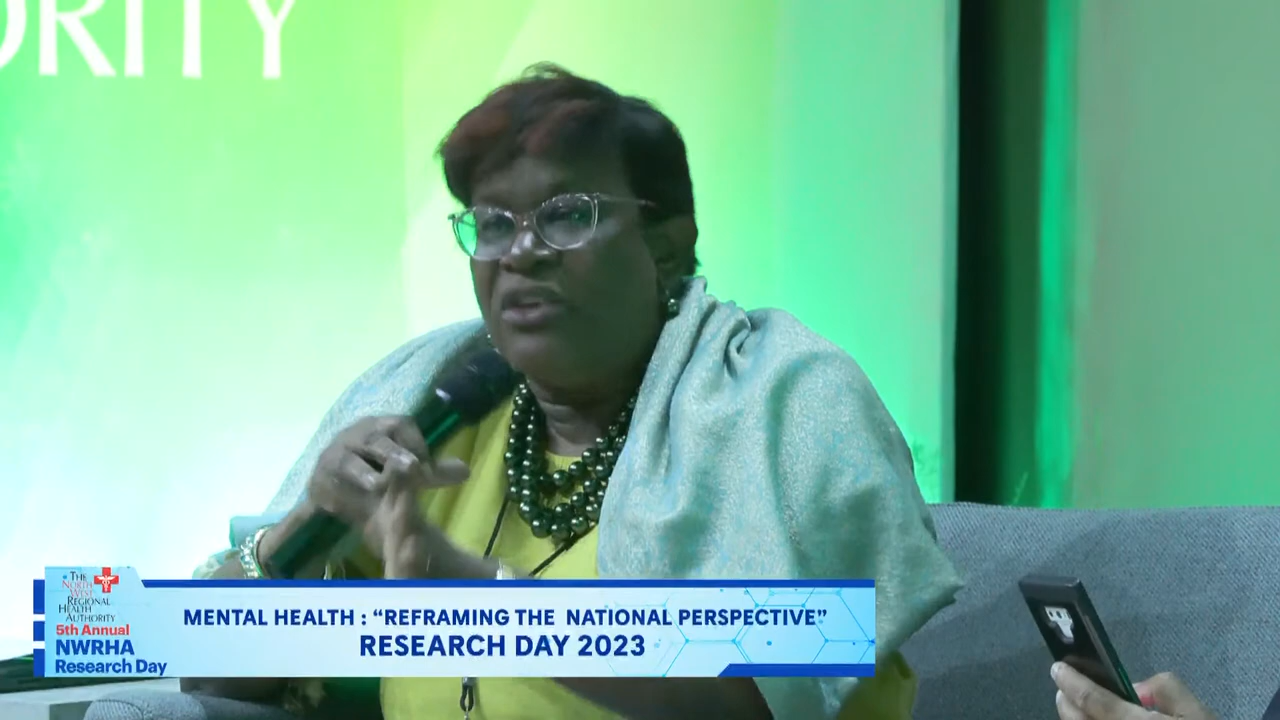 ORITY
THE
NORTH
WEST
REGIONAL
HEALTH
AUTHORITY
5th Annual
NWRHA
Research Day
MENTAL HEALTH : “REFRAMING THE NATIONAL PERSPECTIVE”
RESEARCH DAY 2023